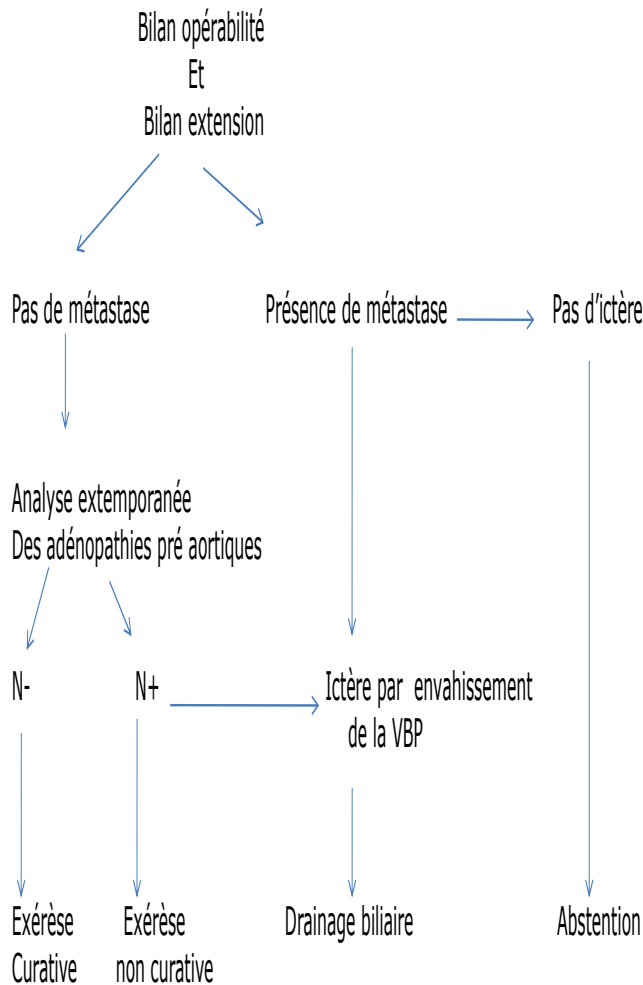 Bilan opérabilité
Et
Bilan extension
Pas de métastase
Présence de métastase
Pas d'ictère
Analyse extemporanée
Des adénopathies pré aortiques
N-
N+
Ictère par envahissement
de la VBP
Exérèse
Curative
Exérèse
non curative
Drainage biliaire
Abstention